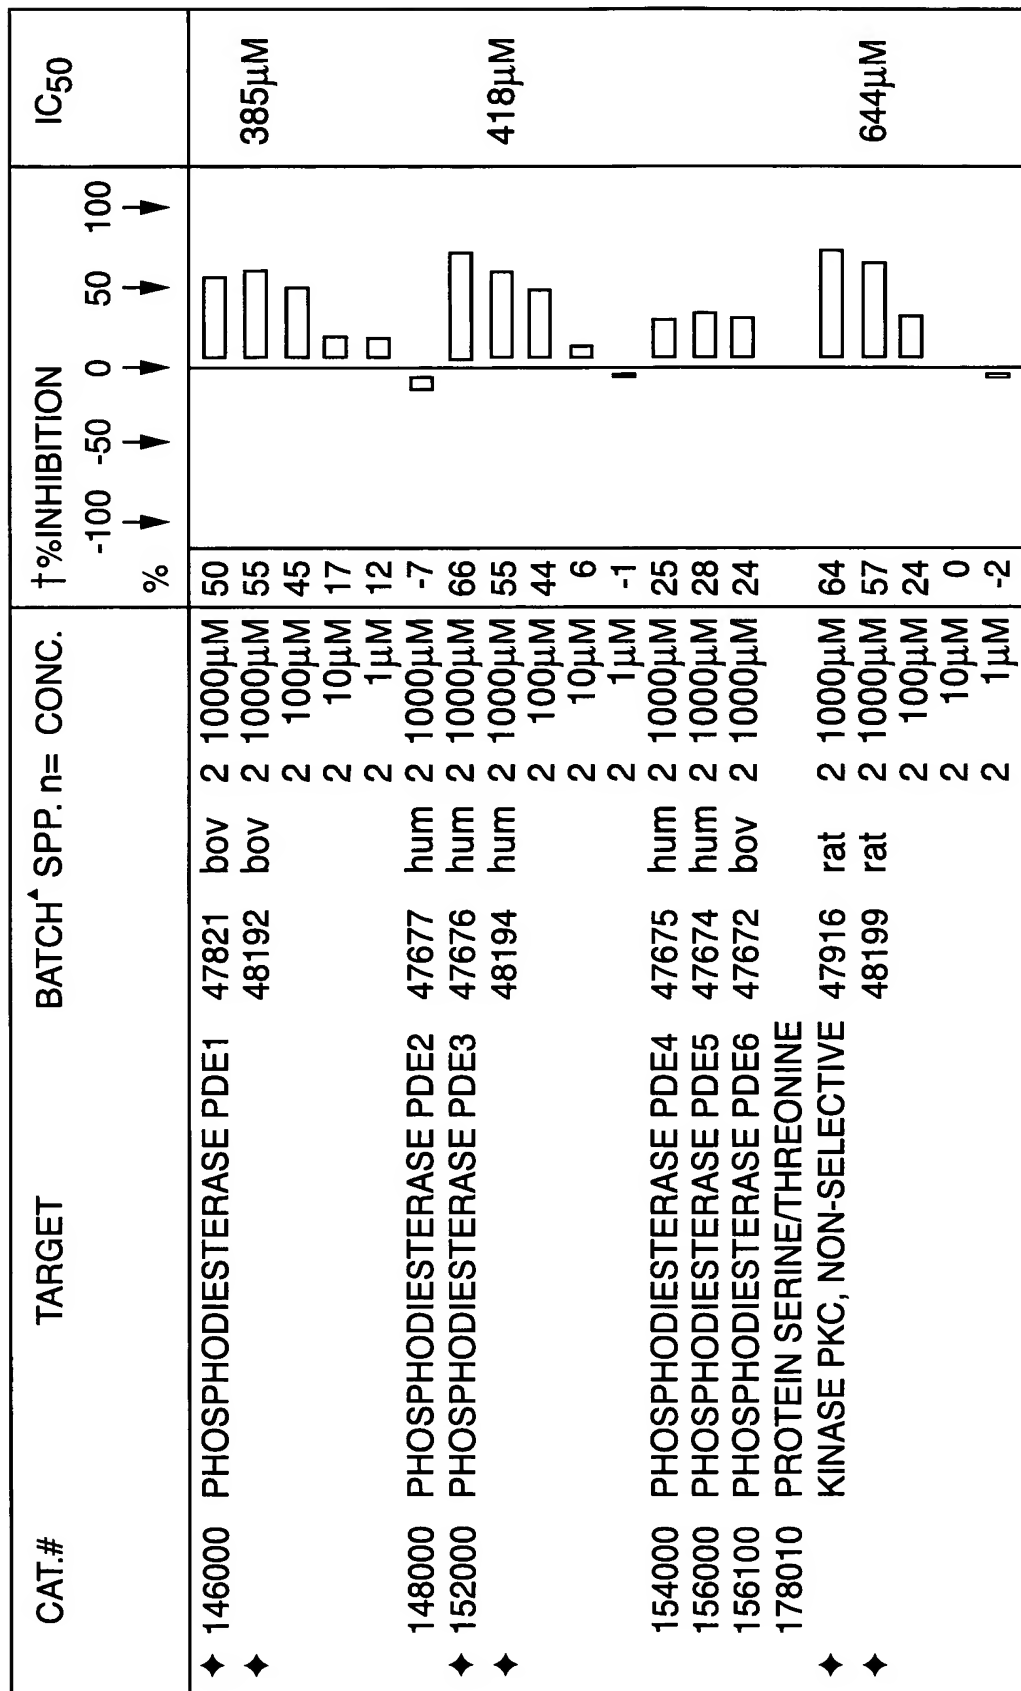 CAT.# TARGET BATCH▲ SPP. n= CONC. †%INHIBITION IC50
% -100 -50 0 50 100
✦ 146000 PHOSPHODIESTERASE PDE1 47821 bov 2 1000µM 50
✦ 48192 bov 2 1000µM 55 385µM
2 100µM 45
2 10µM 17
2 1µM 12
148000 PHOSPHODIESTERASE PDE2 47677 hum 2 1000µM -7
✦ 152000 PHOSPHODIESTERASE PDE3 47676 hum 2 1000µM 66
✦ 48194 hum 2 1000µM 55 418µM
2 100µM 44
2 10µM 6
2 1µM -1
154000 PHOSPHODIESTERASE PDE4 47675 hum 2 1000µM 25
156000 PHOSPHODIESTERASE PDE5 47674 hum 2 1000µM 28
156100 PHOSPHODIESTERASE PDE6 47672 bov 2 1000µM 24
178010 PROTEIN SERINE/THREONINE
✦ KINASE PKC, NON-SELECTIVE 47916 rat 2 1000µM 64
✦ 48199 rat 2 1000µM 57 644µM
2 100µM 24
2 10µM 0
2 1µM -2